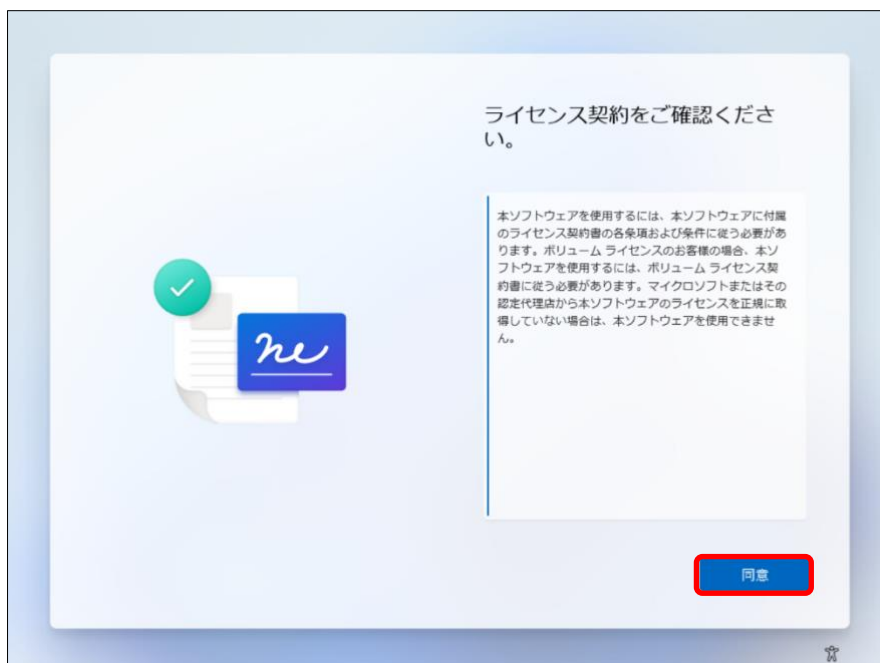 ライセンス契約をご確認くださ
い。
本ソフトウェアを使用するには、本ソフトウェアに付属
のライセンス契約書の各条項および条件に従う必要があ
ります。ボリューム ライセンスのお客様の場合、本ソ
フトウェアを使用するには、ボリューム ライセンス契
約書に従う必要があります。マイクロソフトまたはその
認定代理店から本ソフトウェアのライセンスを正規に取
得していない場合は、本ソフトウェアを使用できませ
ん。
同意